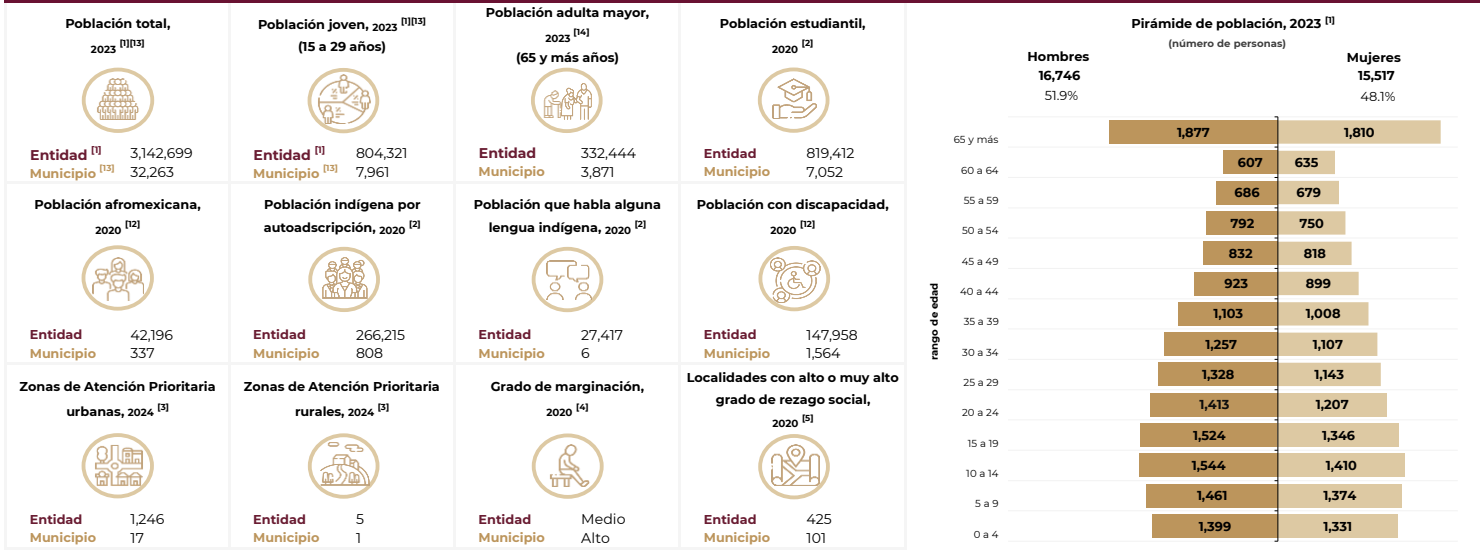 Población total,
2023 [1][13]
Entidad [1] 3,142,699
Municipio [13] 32,263
Población joven, 2023 [1][13]
(15 a 29 años)
Entidad [1] 804,321
Municipio [13] 7,961
Población adulta mayor,
2023 [14]
(65 y más años)
Entidad 332,444
Municipio 3,871
Población estudiantil,
2020 [2]
Entidad 819,412
Municipio 7,052
Población afromexicana,
2020 [12]
Entidad 42,196
Municipio 337
Población indígena por
autoadscripción, 2020 [2]
Entidad 266,215
Municipio 808
Población que habla alguna
lengua indígena, 2020 [2]
Entidad 27,417
Municipio 6
Población con discapacidad,
2020 [12]
Entidad 147,958
Municipio 1,564
Zonas de Atención Prioritaria
urbanas, 2024 [3]
Entidad 1,246
Municipio 17
Zonas de Atención Prioritaria
rurales, 2024 [3]
Entidad 5
Municipio 1
Grado de marginación,
2020 [4]
Entidad Medio
Municipio Alto
Localidades con alto o muy alto
grado de rezago social,
2020 [5]
Entidad 425
Municipio 101
Pirámide de población, 2023 [1]
(número de personas)
Hombres Mujeres
16,746 15,517
51.9% 48.1%
rango de edad
65 y más 1,877 1,810
60 a 64 607 635
55 a 59 686 679
50 a 54 792 750
45 a 49 832 818
40 a 44 923 899
35 a 39 1,103 1,008
30 a 34 1,257 1,107
25 a 29 1,328 1,143
20 a 24 1,413 1,207
15 a 19 1,524 1,346
10 a 14 1,544 1,410
5 a 9 1,461 1,374
0 a 4 1,399 1,331